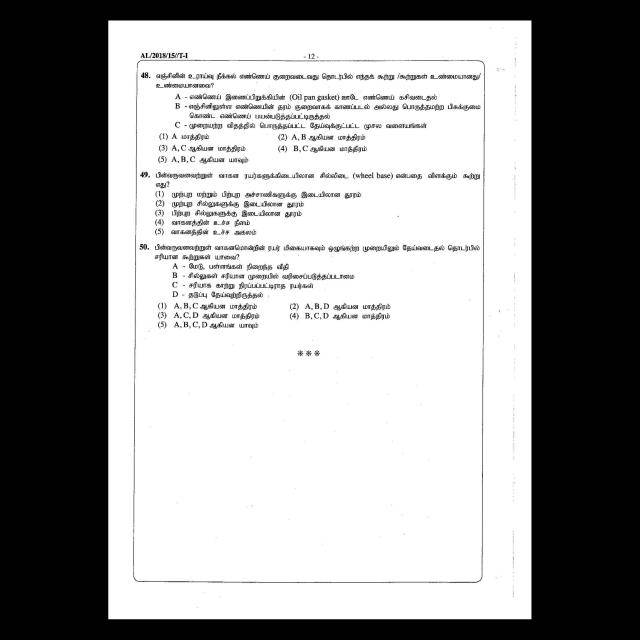 AL/2018/15//T-I
- 12 -
48. எஞ்சினின் உராய்வு நீக்கல் எண்ணெய் குறைவடைவது தொடர்பில் எந்தக் கூற்று /கூற்றுகள் உண்மையானது/
உண்மையானவை?
A - எண்ணெய் இணைப்பிறுக்கியின் (Oil pan gasket) ஊடே எண்ணெய் கசிவடைதல்
B - எஞ்சினிலுள்ள எண்ணெயின் தரம் குறைவாகக் காணப்படல் அல்லது பொருத்தமற்ற பிசுக்குமை
கொண்ட எண்ணெய் பயன்படுத்தப்பட்டிருத்தல்
C - முறையற்ற விதத்தில் பொருத்தப்பட்ட தேய்வுக்குட்பட்ட முசல வளையங்கள்
(1) A மாத்திரம் (2) A, B ஆகியன மாத்திரம்
(3) A, C ஆகியன மாத்திரம் (4) B, C ஆகியன மாத்திரம்
(5) A, B, C ஆகியன யாவும்
49. பின்வருவனவற்றுள் வாகன ரயர்களுக்கிடையிலான சில்லிடை (wheel base) என்பதை விளக்கும் கூற்று
எது?
(1) முற்புற மற்றும் பிற்புற அச்சாணிகளுக்கு இடையிலான தூரம்
(2) முற்புற சில்லுகளுக்கு இடையிலான தூரம்
(3) பிற்புற சில்லுகளுக்கு இடையிலான தூரம்
(4) வாகனத்தின் உச்ச நீளம்
(5) வாகனத்தின் உச்ச அகலம்
50. பின்வருவனவற்றுள் வாகனமொன்றின் ரயர் மிகையாகவும் ஒழுங்கற்ற முறையிலும் தேய்வடைதல் தொடர்பில்
சரியான கூற்றுகள் யாவை?
A - மேடு, பள்ளங்கள் நிறைந்த வீதி
B - சில்லுகள் சரியான முறையில் வரிசைப்படுத்தப்படாமை
C - சரியாக காற்று நிரப்பப்பட்டிராத ரயர்கள்
D - தடுப்பு தேய்வுற்றிருத்தல்
(1) A, B, C ஆகியன மாத்திரம் (2) A, B, D ஆகியன மாத்திரம்
(3) A, C, D ஆகியன மாத்திரம் (4) B, C, D ஆகியன மாத்திரம்
(5) A, B, C, D ஆகியன யாவும்
***